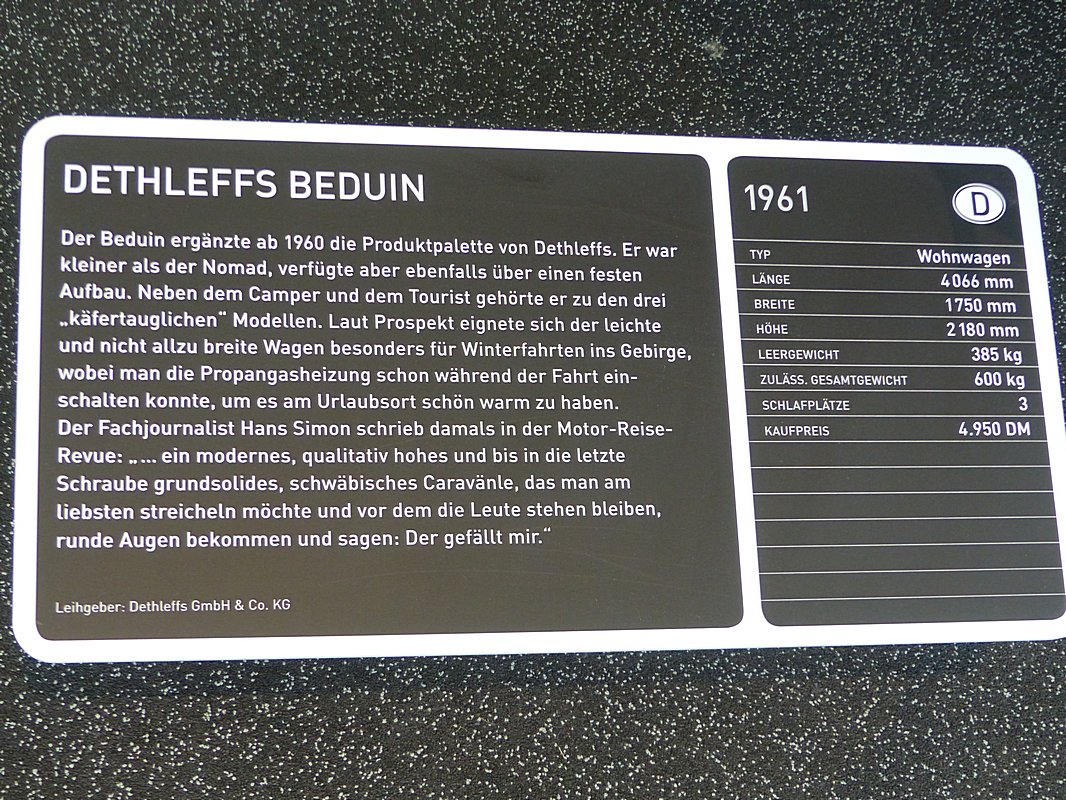 DETHLEFFS BEDUIN
Der Beduin ergänzte ab 1960 die Produktpalette von Dethleffs. Er war
kleiner als der Nomad, verfügte aber ebenfalls über einen festen
Aufbau. Neben dem Camper und dem Tourist gehörte er zu den drei
„käfertauglichen“ Modellen. Laut Prospekt eignete sich der leichte
und nicht allzu breite Wagen besonders für Winterfahrten ins Gebirge,
wobei man die Propangasheizung schon während der Fahrt ein-
schalten konnte, um es am Urlaubsort schön warm zu haben.
Der Fachjournalist Hans Simon schrieb damals in der Motor-Reise-
Revue: „... ein modernes, qualitativ hohes und bis in die letzte
Schraube grundsolides, schwäbisches Caravänle, das man am
liebsten streicheln möchte und vor dem die Leute stehen bleiben,
runde Augen bekommen und sagen: Der gefällt mir.“
Leihgeber: Dethleffs GmbH & Co. KG
1961 D
TYP Wohnwagen
LÄNGE 4066 mm
BREITE 1750 mm
HÖHE 2180 mm
LEERGEWICHT 385 kg
ZULÄSS. GESAMTGEWICHT 600 kg
SCHLAFPLÄTZE 3
KAUFPREIS 4.950 DM